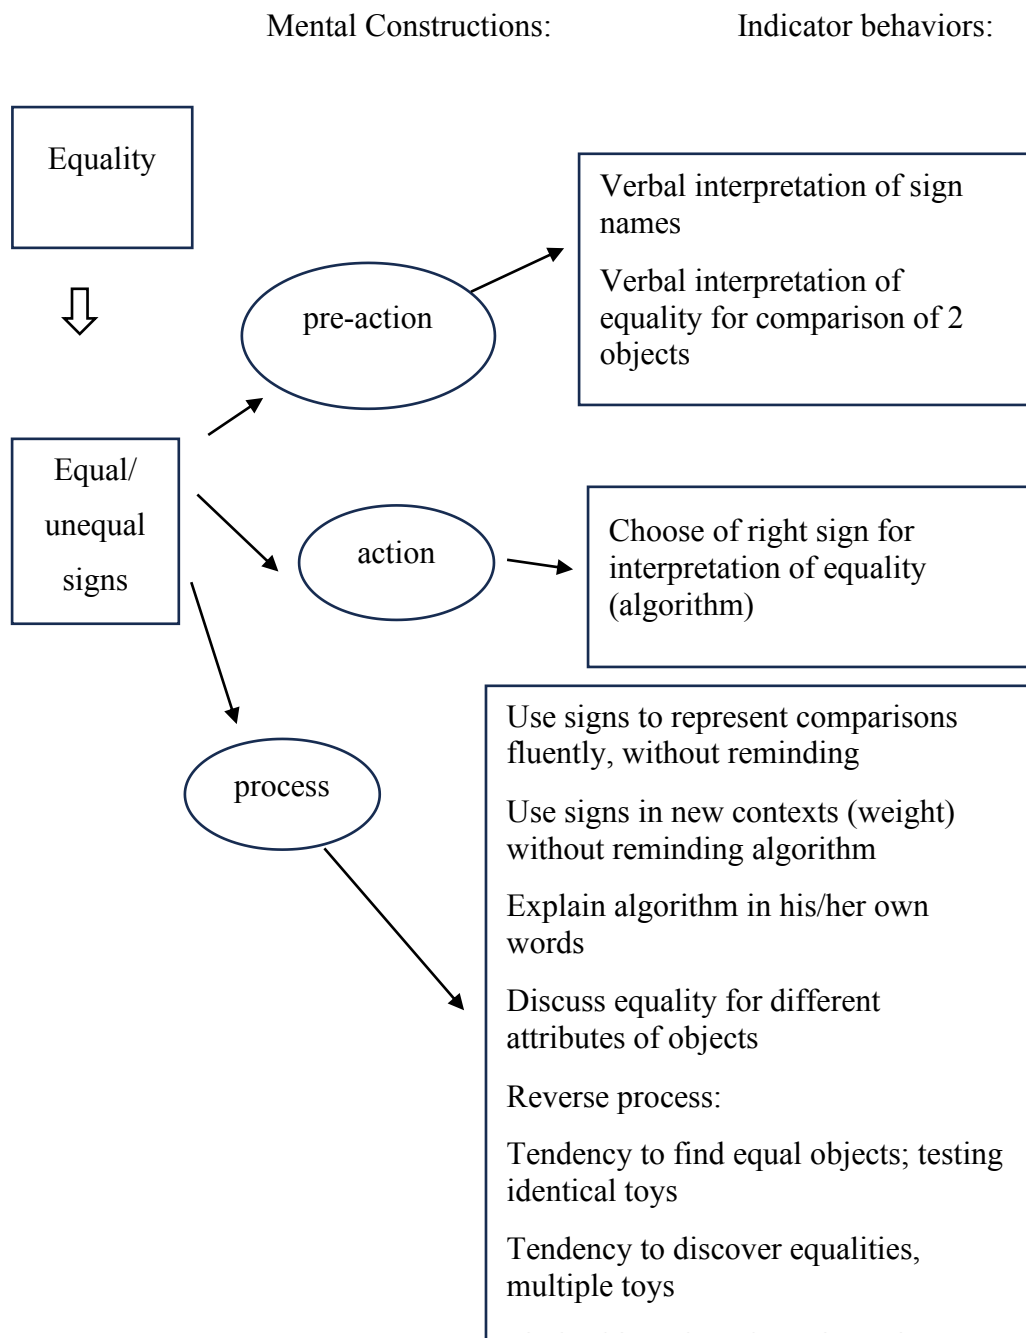 Mental Constructions:
Indicator behaviors:
Equality
Verbal interpretation of sign
names
Verbal interpretation of
equality for comparison of 2
objects
pre-action
Equal/
unequal
signs
action
Choose of right sign for
interpretation of equality
(algorithm)
process
Use signs to represent comparisons
fluently, without reminding
Use signs in new contexts (weight)
without reminding algorithm
Explain algorithm in his/her own
words
Discuss equality for different
attributes of objects
Reverse process:
Tendency to find equal objects; testing
identical toys
Tendency to discover equalities,
multiple toys